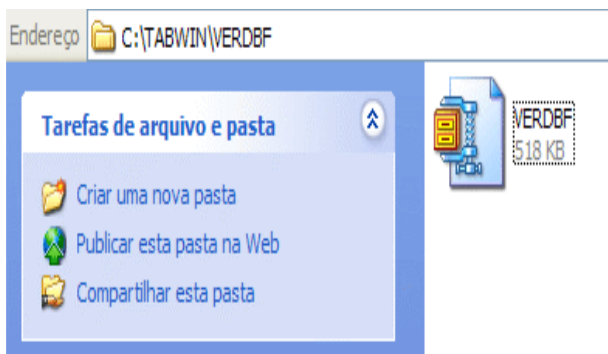 Endereço C:\TABWIN\VERDBF
Tarefas de arquivo e pasta
Criar uma nova pasta
Publicar esta pasta na Web
Compartilhar esta pasta
VERDBF
518 KB